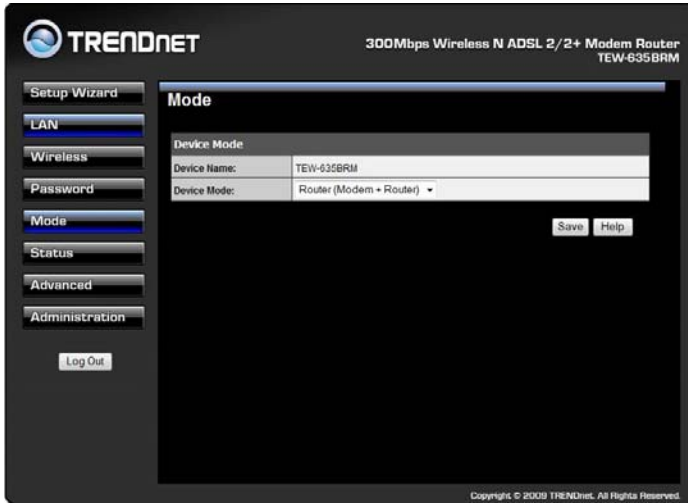 TRENDNET
300Mbps Wireless N ADSL 2/2+ Modem Router
TEW-635BRM
Setup Wizard
LAN
Wireless
Password
Mode
Status
Advanced
Administration
Log Out
Mode
Device Mode
Device Name: TEW-635BRM
Device Mode: Router (Modem + Router)
Save Help
Copyright © 2009 TRENDnet. All Rights Reserved.